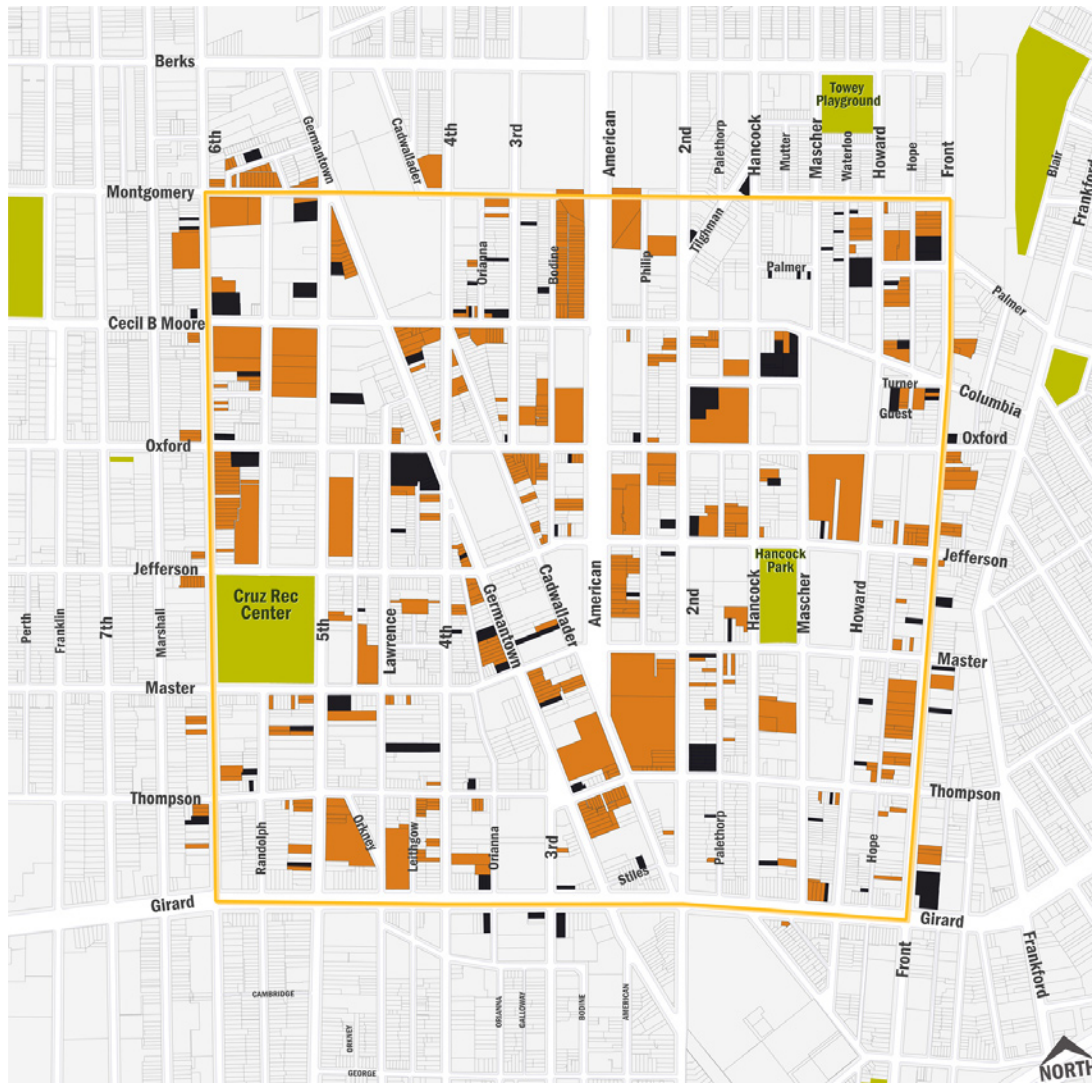 Berks
Towey
Playground
6th
Germantown
Cadwallader
4th
3rd
American
2nd
Palethorp
Hancock
Mutter
Mascher
Waterloo
Howard
Hope
Front
Blair
Frankford
Montgomery
Tilghman
Orianna
Bodine
Philip
Palmer
Palmer
Cecil B Moore
Turner
Guest
Columbia
Oxford
Oxford
Jefferson
Hancock
Park
Jefferson
Cruz Rec
Center
Perth
Franklin
7th
Marshall
5th
Lawrence
4th
Germantown
Cadwallader
American
2nd
Hancock
Mascher
Howard
Master
Master
Thompson
Thompson
Randolph
Orkney
Leithgow
Orianna
3rd
Stiles
Palethorp
Hope
Girard
Girard
Front
Frankford
CAMBRIDGE
ORKNEY
GEORGE
ORIANNA
GALLOWAY
BODINE
AMERICAN
NORTH